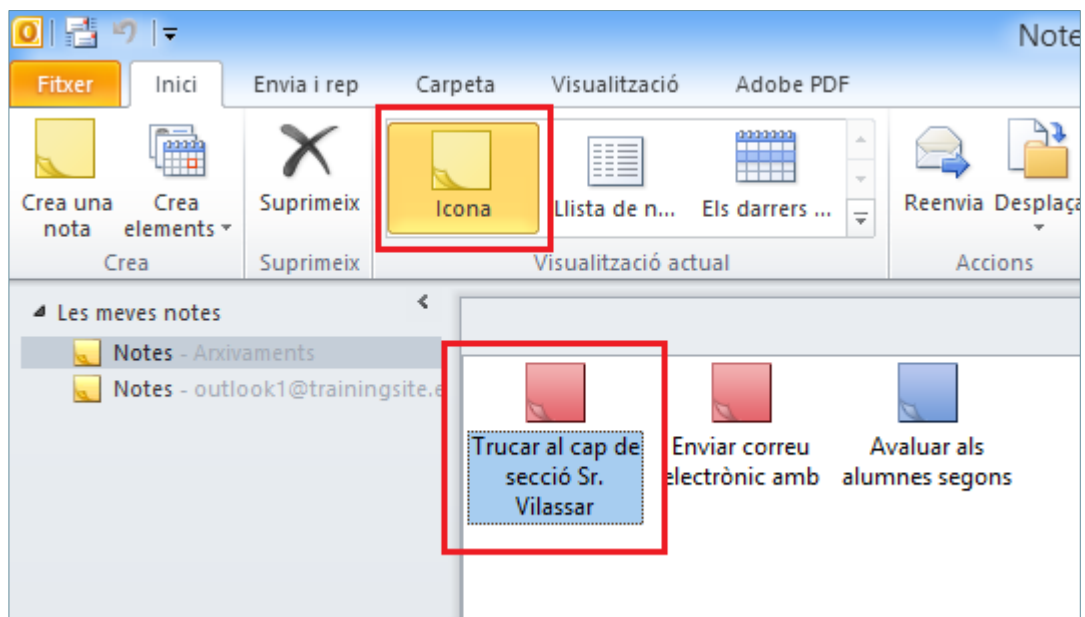 Note
Fitxer Inici Envia i rep Carpeta Visualització Adobe PDF
Crea una nota
Crea elements
Suprimeix
Icona
Llista de n...
Els darrers ...
Reenvia
Desplaça
Crea
Suprimeix
Visualització actual
Accions
Les meves notes
Notes - Arxivaments
Notes - outlook1@trainingsite.e
Trucar al cap de
secció Sr.
Vilassar
Enviar correu
electrònic amb
Avaluar als
alumnes segons